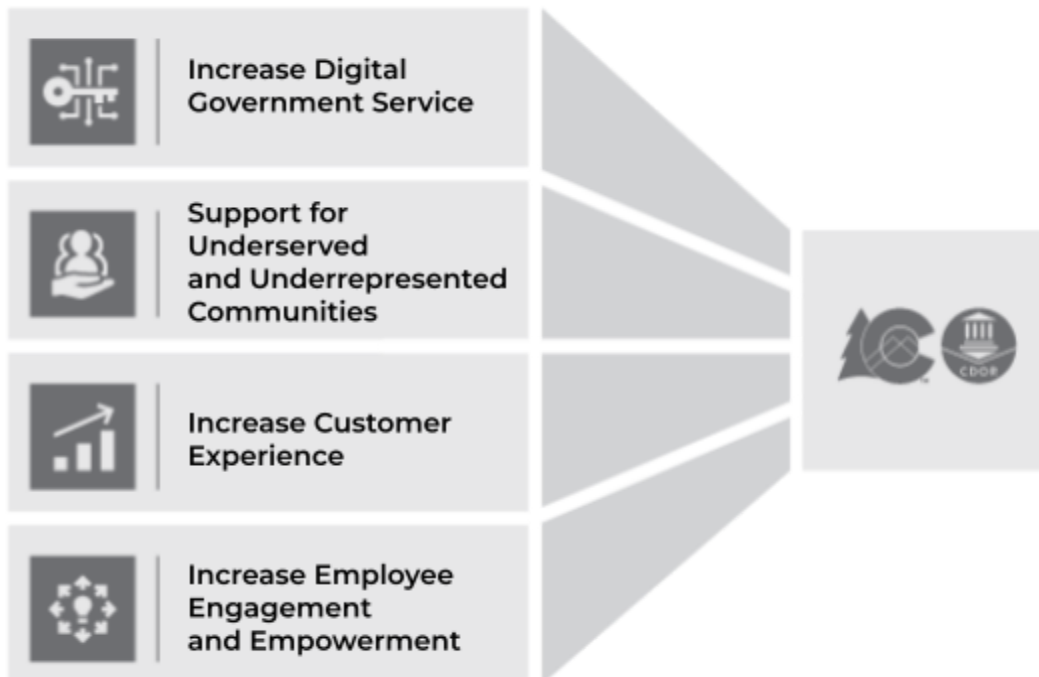 Increase Digital
Government Service
Support for
Underserved
and Underrepresented
Communities
Increase Customer
Experience
Increase Employee
Engagement
and Empowerment
CDOR